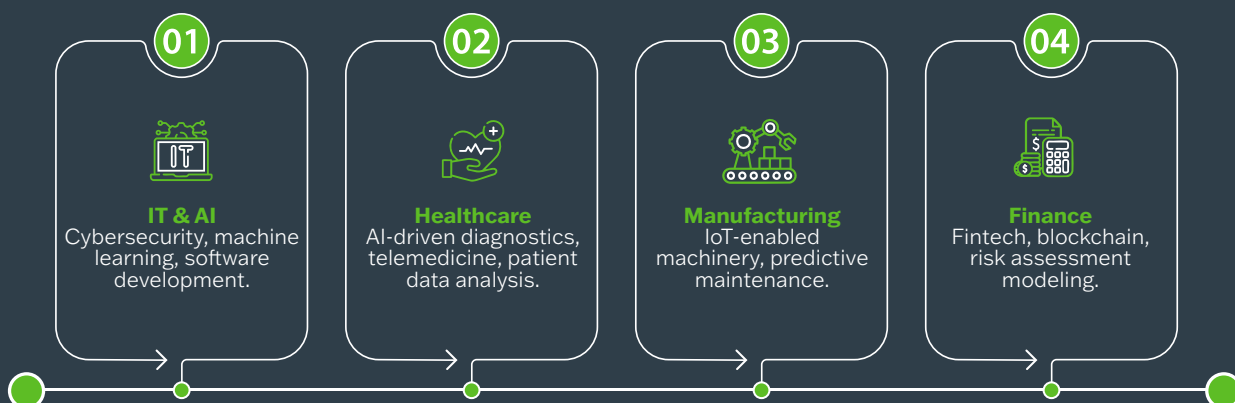 01
IT
IT & AI
Cybersecurity, machine
learning, software
development.
02
Healthcare
AI-driven diagnostics,
telemedicine, patient
data analysis.
03
Manufacturing
IoT-enabled
machinery, predictive
maintenance.
04
$
$
Finance
Fintech, blockchain,
risk assessment
modeling.